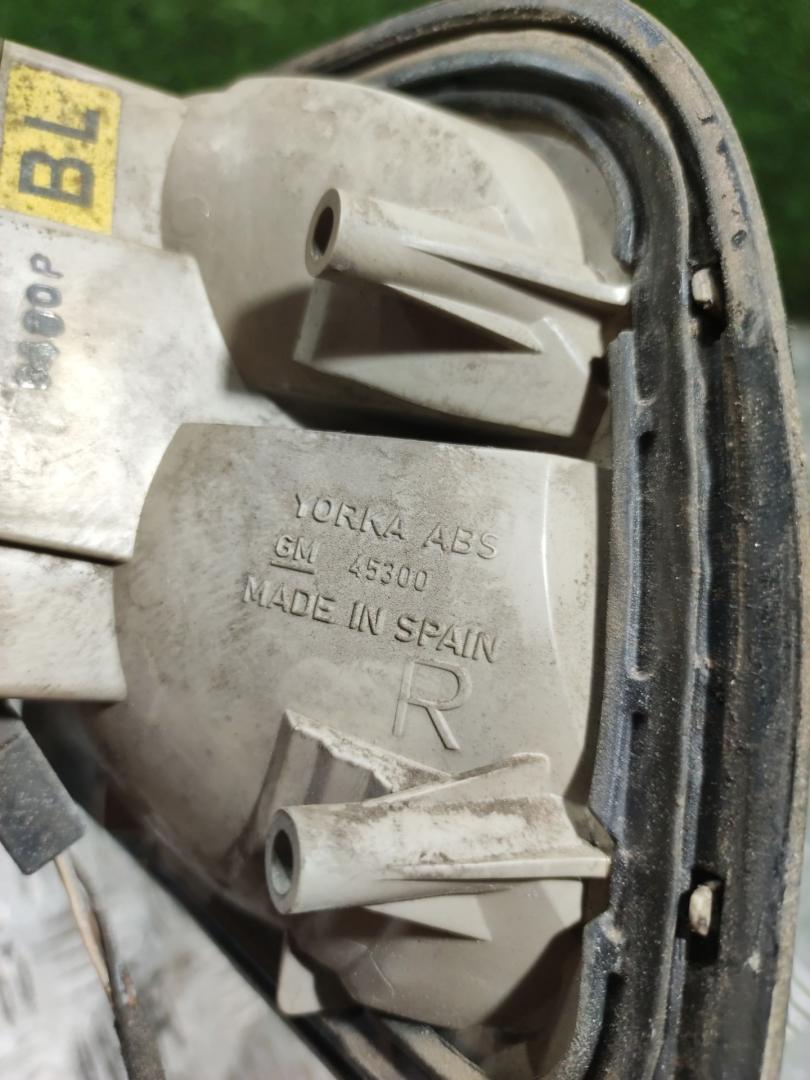 BL
YORKA ABS
GM 45300
MADE IN SPAIN
R